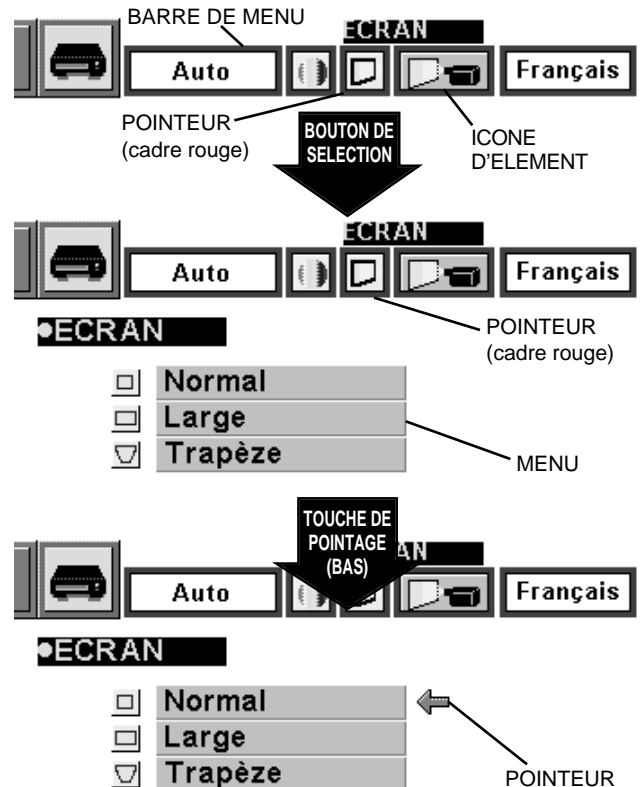 BARRE DE MENU
ECRAN
Auto
Français
POINTEUR
(cadre rouge)
BOUTON DE
SELECTION
ICONE
D'ELEMENT
ECRAN
Auto
Français
POINTEUR
(cadre rouge)
●ECRAN
Normal
Large
Trapèze
MENU
TOUCHE DE
POINTAGE
(BAS)
AN
Auto
Français
●ECRAN
Normal
Large
Trapèze
POINTEUR